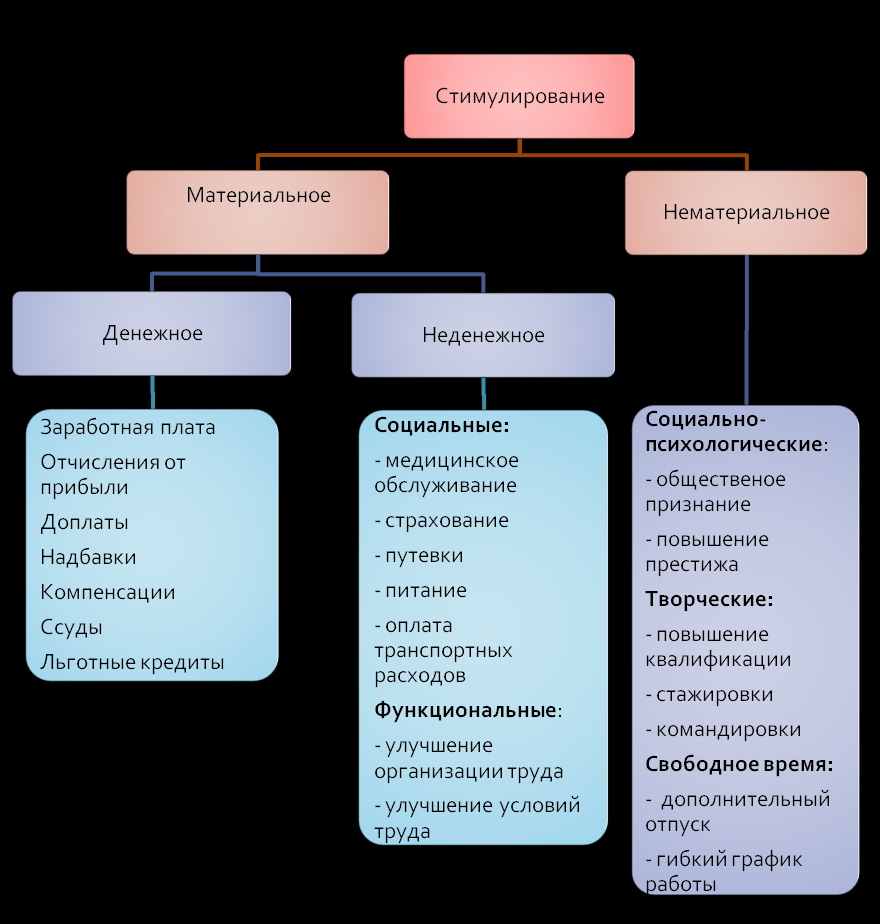 Стимулирование
Материальное
Нематериальное
Денежное
Неденежное
Заработная плата
Отчисления от
прибыли
Доплаты
Надбавки
Компенсации
Ссуды
Льготные кредиты
Социальные:
- медицинское
обслуживание
- страхование
- путевки
- питание
- оплата
транспортных
расходов
Функциональные:
- улучшение
организации труда
- улучшение условий
труда
Социально-
психологические:
- общественое
признание
- повышение
престижа
Творческие:
- повышение
квалификации
- стажировки
- командировки
Свободное время:
- дополнительный
отпуск
- гибкий график
работы